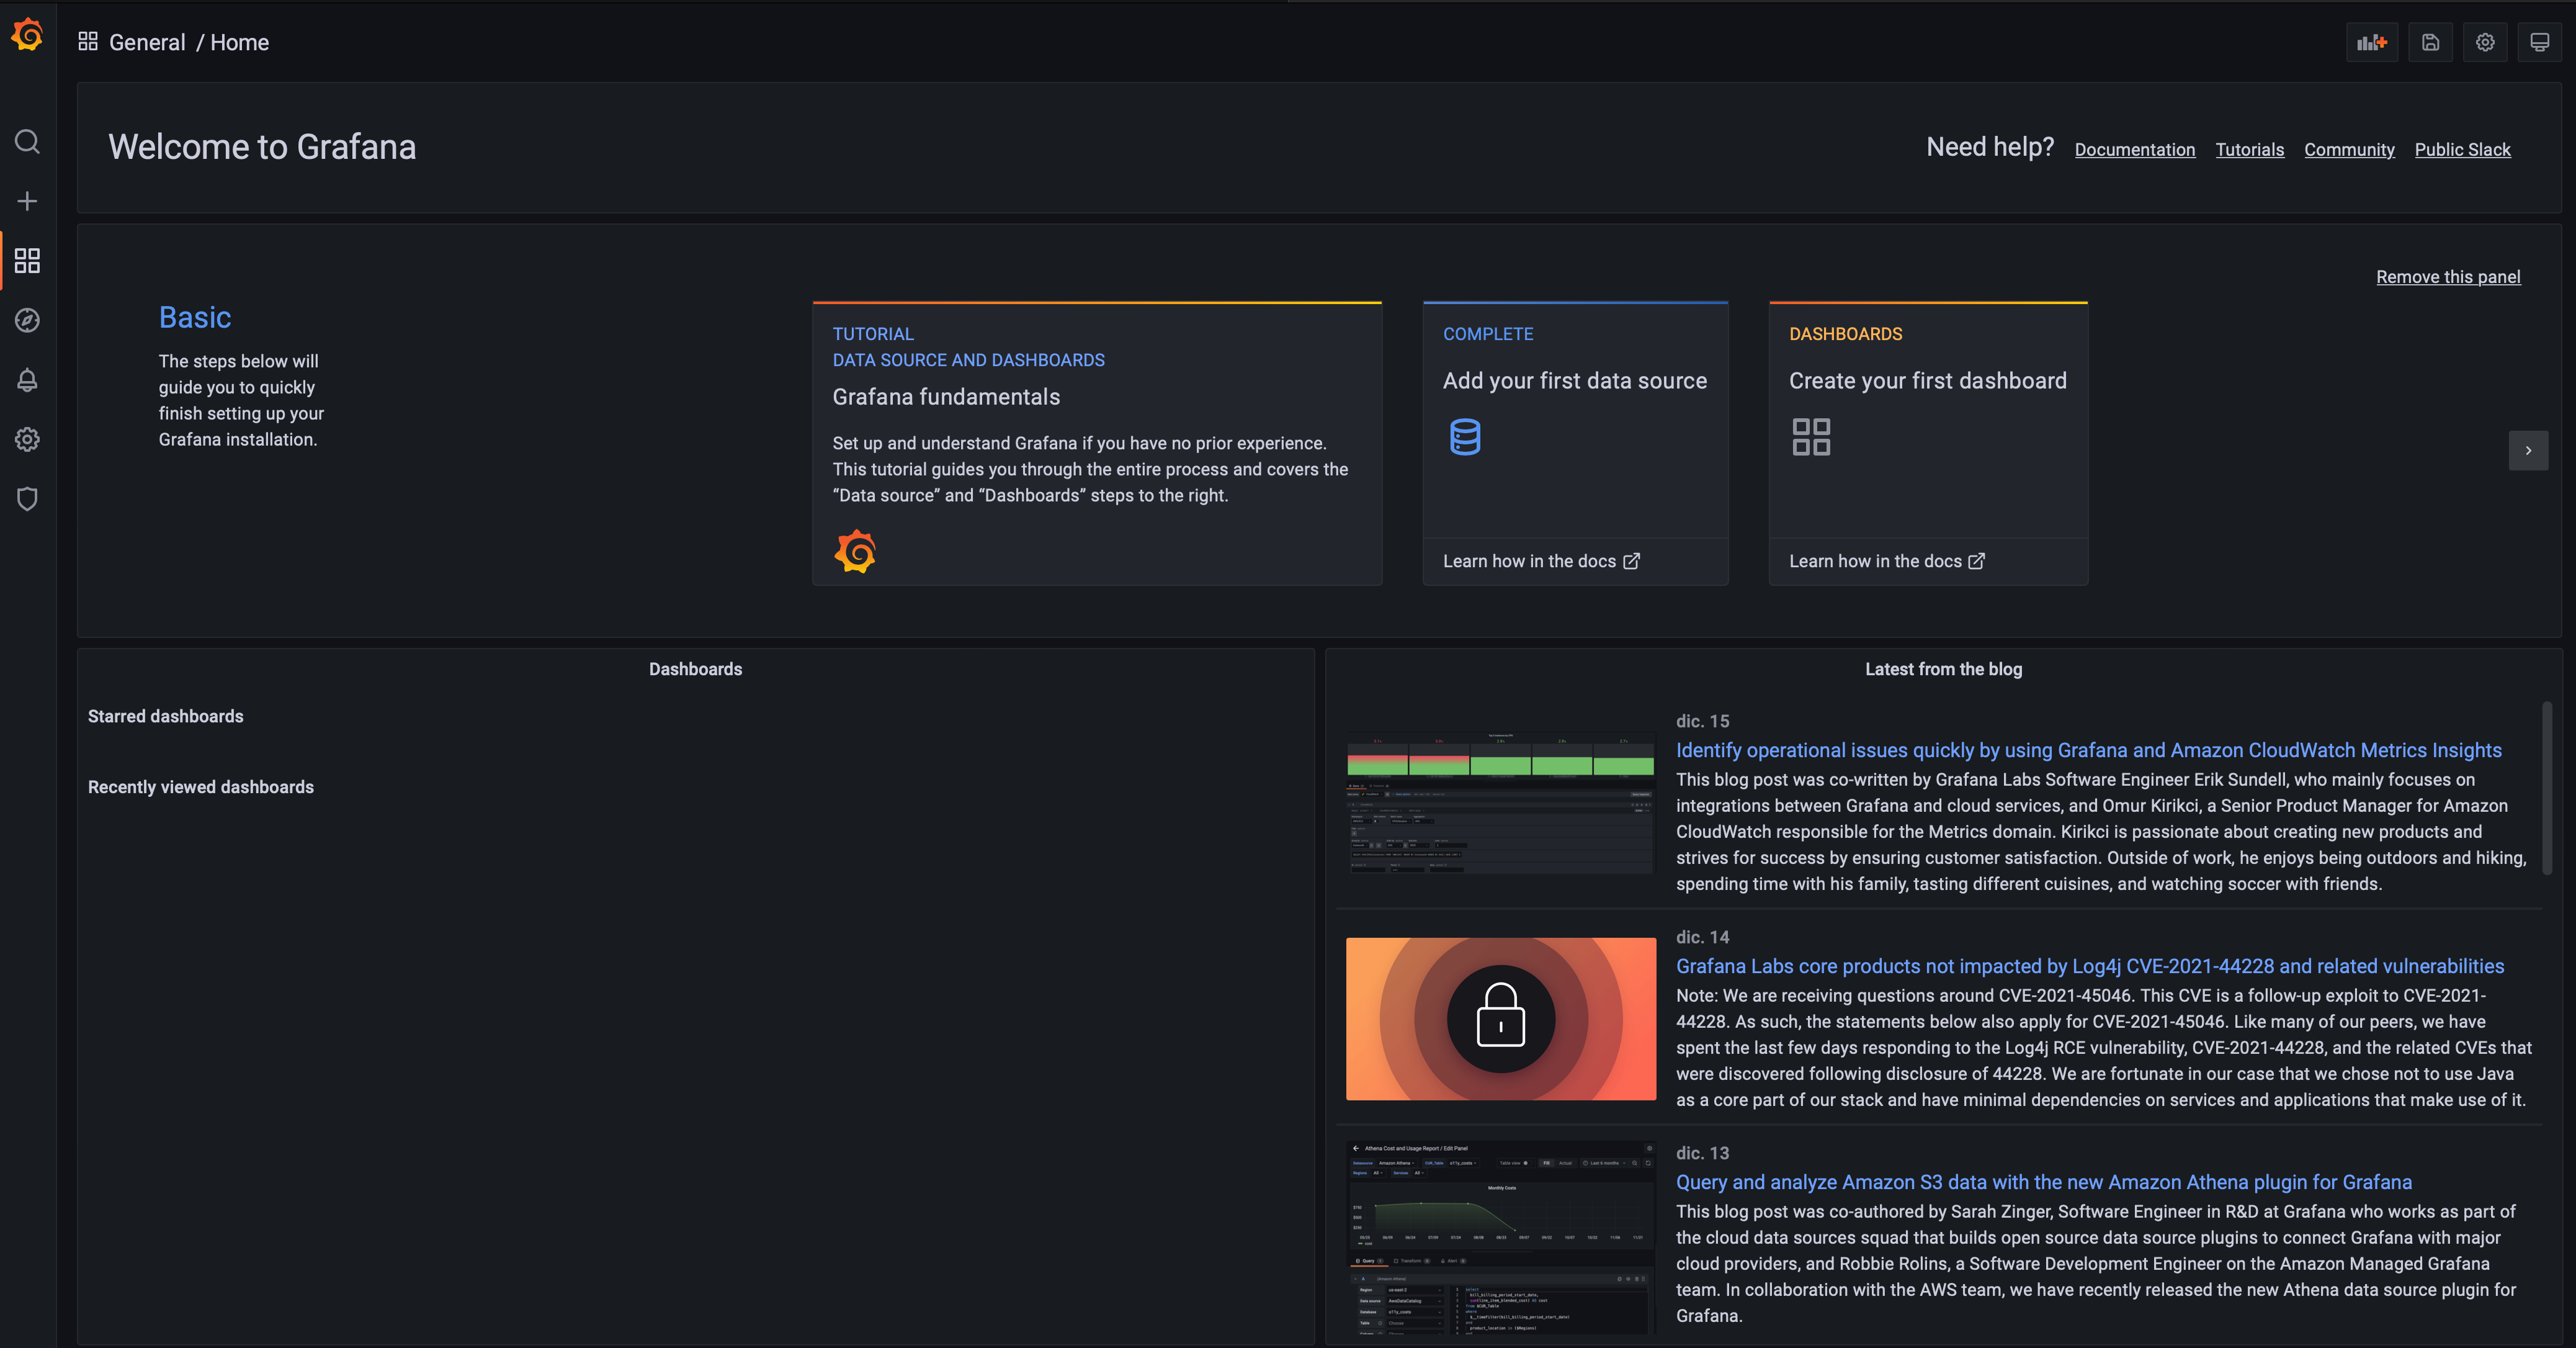 General / Home
Welcome to Grafana
Need help? Documentation Tutorials Community Public Slack
Remove this panel
Basic
The steps below will
guide you to quickly
finish setting up your
Grafana installation.
TUTORIAL
DATA SOURCE AND DASHBOARDS
Grafana fundamentals
Set up and understand Grafana if you have no prior experience.
This tutorial guides you through the entire process and covers the
“Data source” and “Dashboards” steps to the right.
COMPLETE
Add your first data source
Learn how in the docs
DASHBOARDS
Create your first dashboard
Learn how in the docs
Dashboards
Starred dashboards
Recently viewed dashboards
Latest from the blog
dic. 15
Identify operational issues quickly by using Grafana and Amazon CloudWatch Metrics Insights
This blog post was co-written by Grafana Labs Software Engineer Erik Sundell, who mainly focuses on
integrations between Grafana and cloud services, and Omur Kirikci, a Senior Product Manager for Amazon
CloudWatch responsible for the Metrics domain. Kirikci is passionate about creating new products and
strives for success by ensuring customer satisfaction. Outside of work, he enjoys being outdoors and hiking,
spending time with his family, tasting different cuisines, and watching soccer with friends.
dic. 14
Grafana Labs core products not impacted by Log4j CVE-2021-44228 and related vulnerabilities
Note: We are receiving questions around CVE-2021-45046. This CVE is a follow-up exploit to CVE-2021-
44228. As such, the statements below also apply for CVE-2021-45046. Like many of our peers, we have
spent the last few days responding to the Log4j RCE vulnerability, CVE-2021-44228, and the related CVEs that
were discovered following disclosure of 44228. We are fortunate in our case that we chose not to use Java
as a core part of our stack and have minimal dependencies on services and applications that make use of it.
Athena Cost and Usage Report / Edit Panel
Monthly Costs
dic. 13
Query and analyze Amazon S3 data with the new Amazon Athena plugin for Grafana
This blog post was co-authored by Sarah Zinger, Software Engineer in R&D at Grafana who works as part of
the cloud data sources squad that builds open source data source plugins to connect Grafana with major
cloud providers, and Robbie Rolins, a Software Development Engineer on the Amazon Managed Grafana
team. In collaboration with the AWS team, we have recently released the new Athena data source plugin for
Grafana.